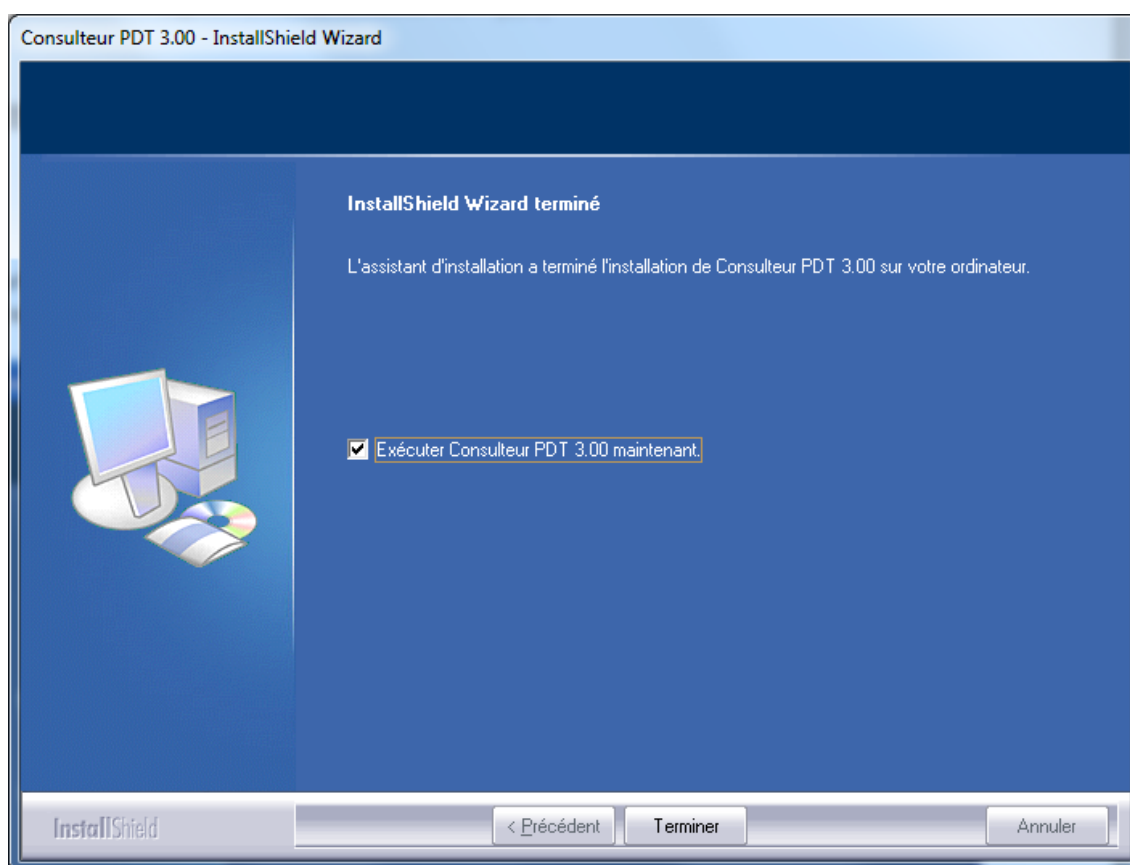 Consulteur PDT 3.00 - InstallShield Wizard
InstallShield Wizard terminé
L'assistant d'installation a terminé l'installation de Consulteur PDT 3.00 sur votre ordinateur.
Exécuter Consulteur PDT 3.00 maintenant.
InstallShield
< Précédent
Terminer
Annuler